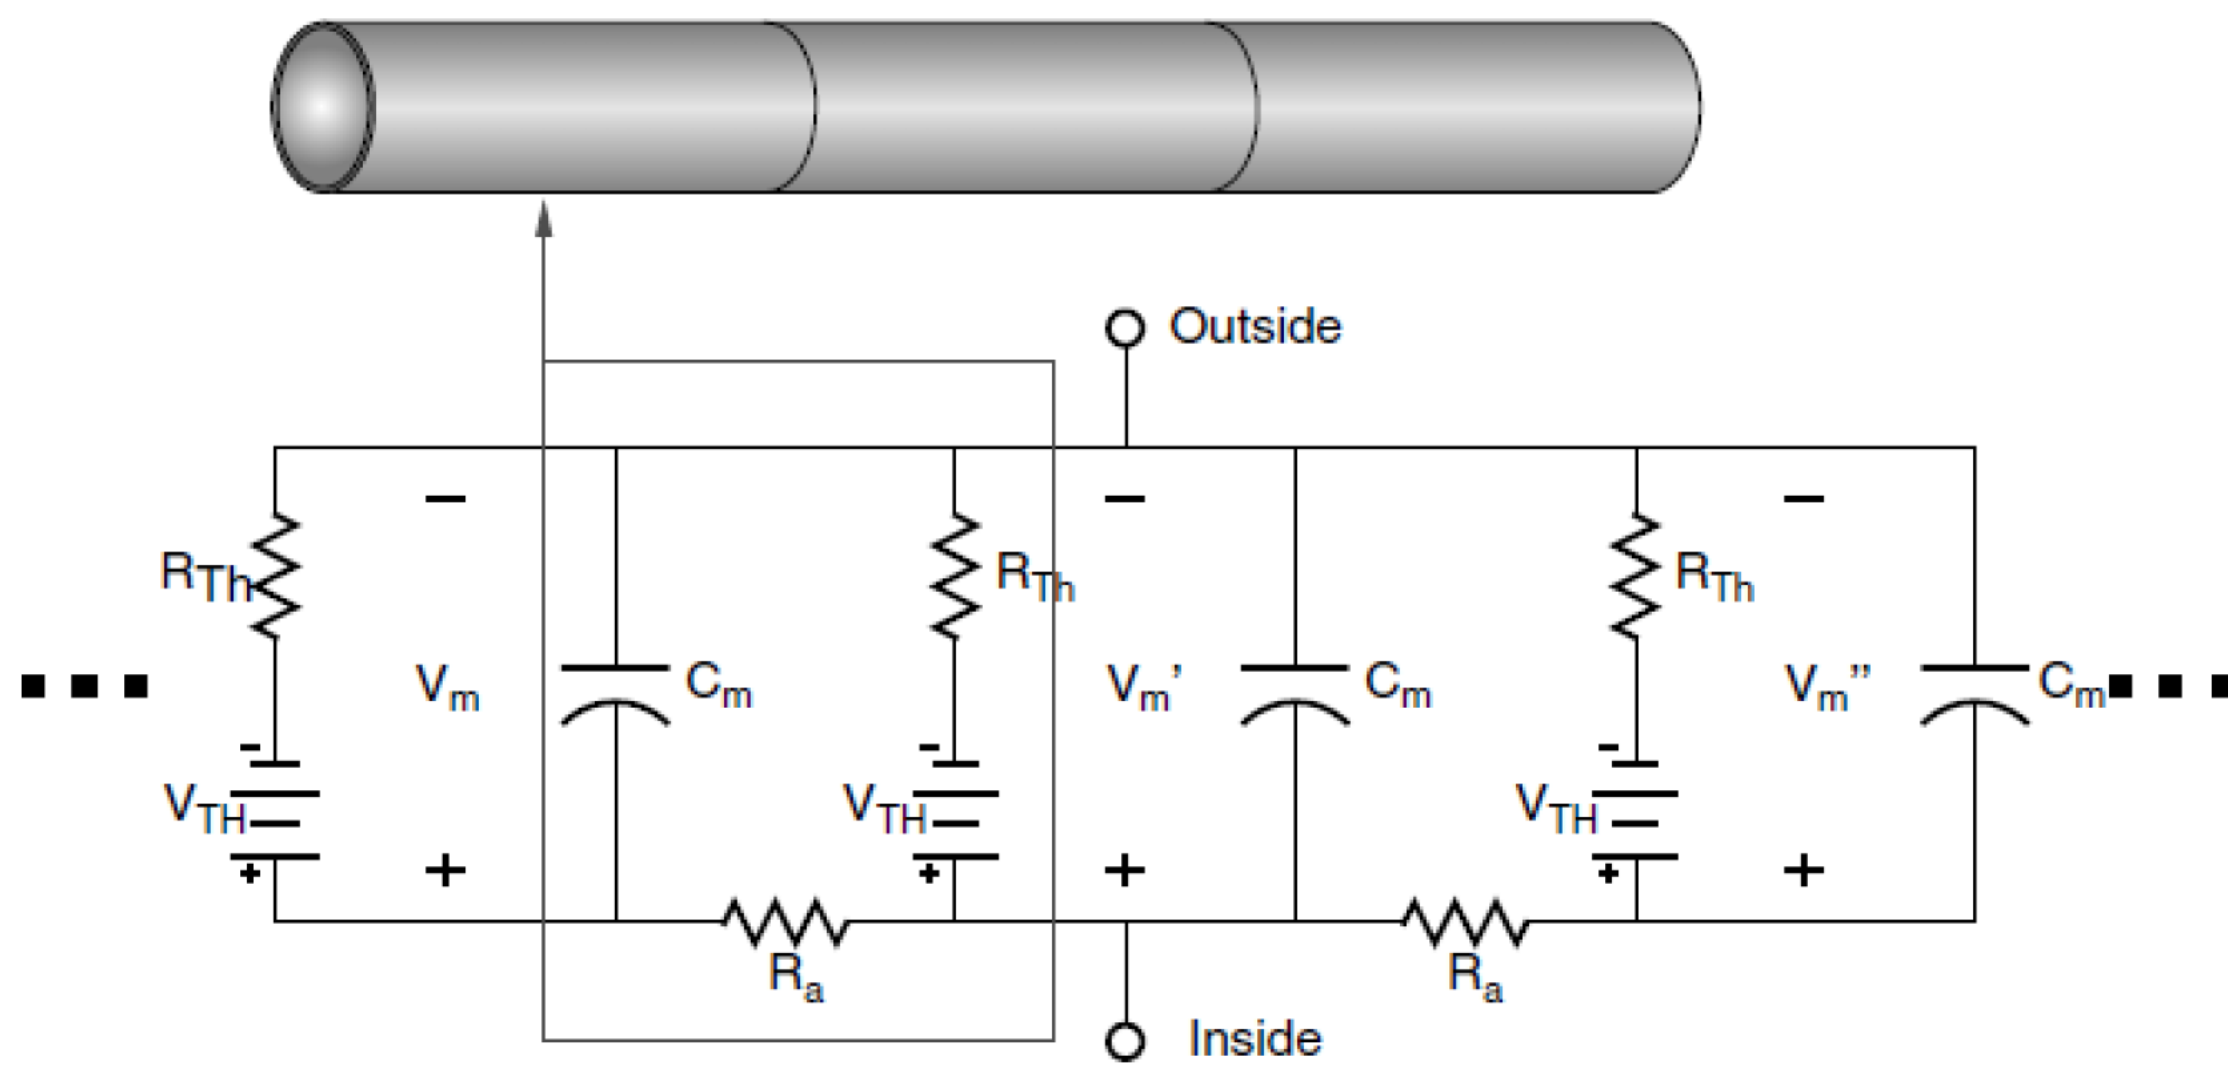 Outside
− − −
RTh RTh RTh
Vm Cm Vm’ Cm Vm” Cm
- - -
VTH VTH VTH
+ + + + + +
Ra Ra
Inside